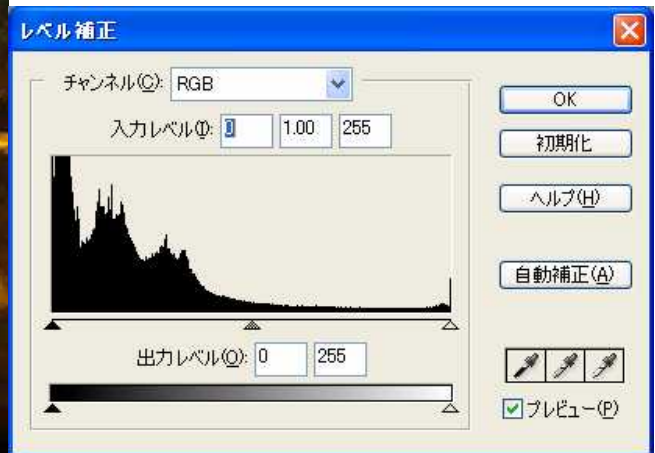 レベル補正
チャンネル(C): RGB
入力レベル(I): 0 1.00 255
出力レベル(O): 0 255
OK
初期化
ヘルプ(H)
自動補正(A)
プレビュー(P)